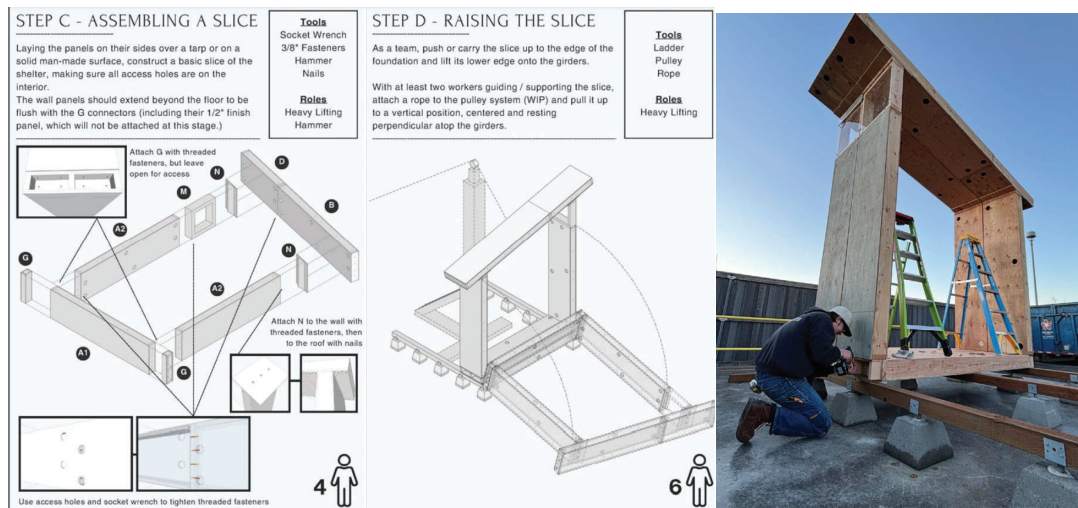 STEP C - ASSEMBLING A SLICE
Laying the panels on their sides over a tarp or on a
solid man-made surface, construct a basic slice of the
shelter, making sure all access holes are on the
interior.
The wall panels should extend beyond the floor to be
flush with the G connectors (including their 1/2" finish
panel, which will not be attached at this stage.)
Tools
Socket Wrench
3/8" Fasteners
Hammer
Nails
Roles
Heavy Lifting
Hammer
Attach G with threaded
fasteners, but leave
open for access
D
N
M
B
A2
N
G
A2
Attach N to the wall with
threaded fasteners, then
to the roof with nails
A1
G
4
Use access holes and socket wrench to tighten threaded fasteners
STEP D - RAISING THE SLICE
As a team, push or carry the slice up to the edge of the
foundation and lift its lower edge onto the girders.
With at least two workers guiding / supporting the slice,
attach a rope to the pulley system (WiP) and pull it up
to a vertical position, centered and resting
perpendicular atop the girders.
Tools
Ladder
Pulley
Rope
Roles
Heavy Lifting
6